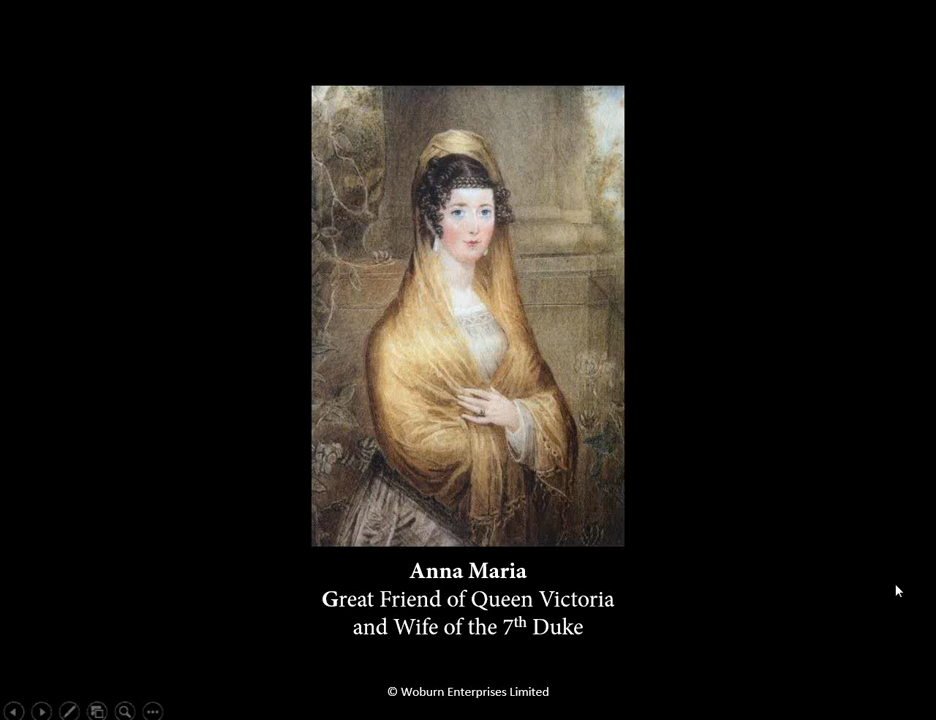 Anna Maria
Great Friend of Queen Victoria
and Wife of the 7th Duke
© Woburn Enterprises Limited